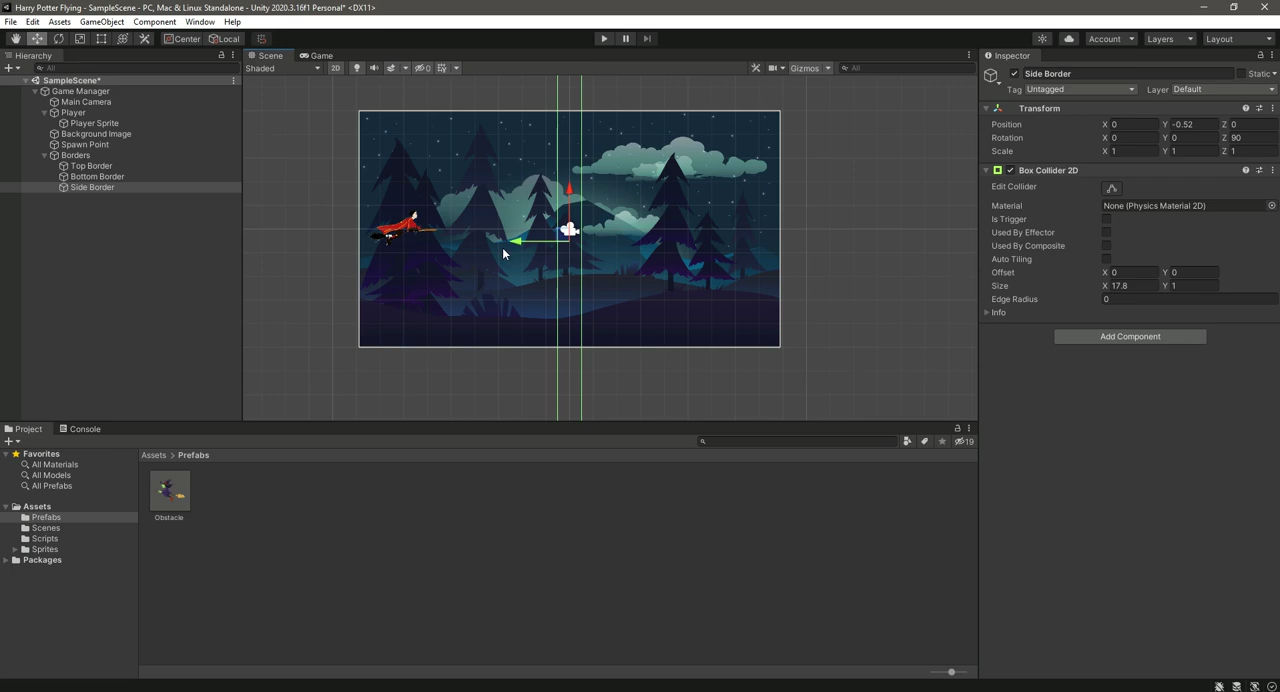 Harry Potter Flying - SampleScene - PC, Mac & Linux Standalone - Unity 2020.3.16f1 Personal* <DX11>
File Edit Assets GameObject Component Window Help
Center Local Account Layers Layout
Hierarchy
All
SampleScene*
Game Manager
Main Camera
Player
Player Sprite
Background Image
Spawn Point
Borders
Top Border
Bottom Border
Side Border
Scene Game
Shaded 2D 0 Gizmos All
Inspector
Side Border Static
Tag Untagged Layer Default
Transform
Position X 0 Y -0.52 Z 0
Rotation X 0 Y 0 Z 90
Scale X 1 Y 1 Z 1
Box Collider 2D
Edit Collider
Material None (Physics Material 2D)
Is Trigger
Used By Effector
Used By Composite
Auto Tiling
Offset X 0 Y 0
Size X 17.8 Y 1
Edge Radius 0
Info
Add Component
Project Console
19
Favorites
All Materials
All Models
All Prefabs
Assets
Prefabs
Scenes
Scripts
Sprites
Packages
Assets > Prefabs
Obstacle